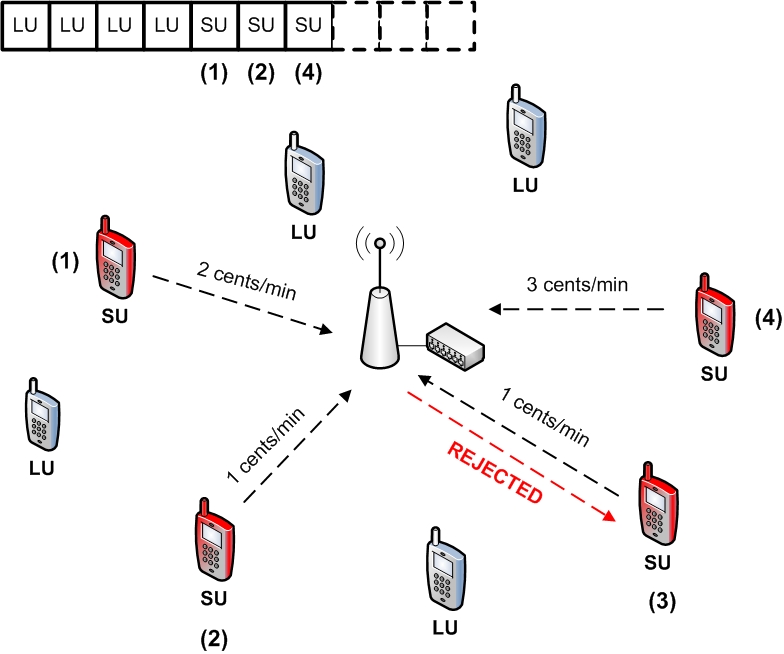 LU LU LU LU SU SU SU
(1) (2) (4)
LU
LU
(1)
SU
2 cents/min
3 cents/min
(4)
SU
LU
1 cents/min
1 cents/min
REJECTED
SU
(2)
LU
SU
(3)